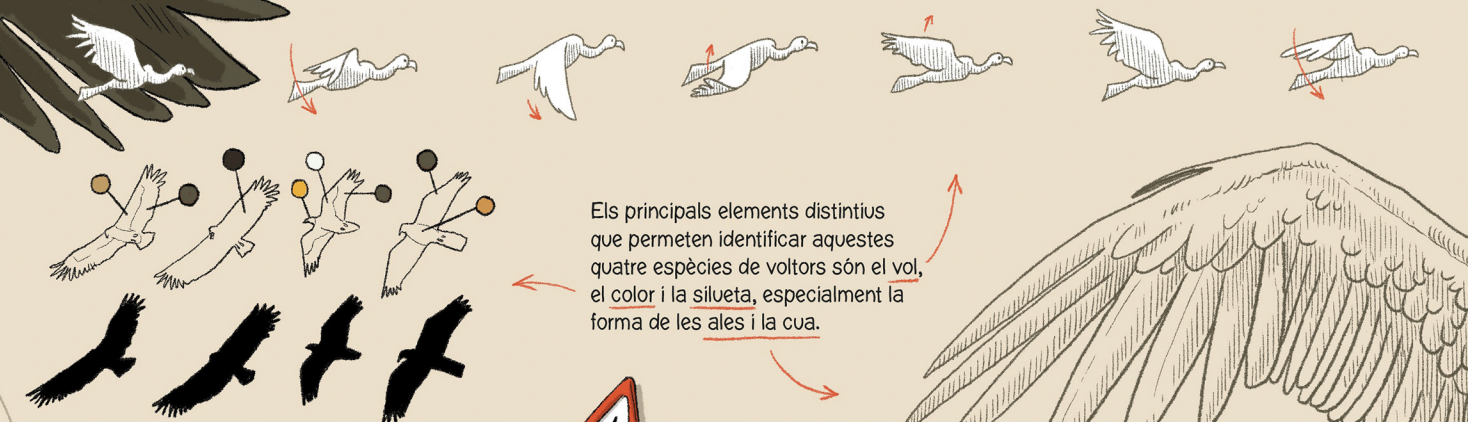 Els principals elements distintius
que permeten identificar aquestes
quatre espècies de voltors són el vol,
el color i la silueta, especialment la
forma de les ales i la cua.